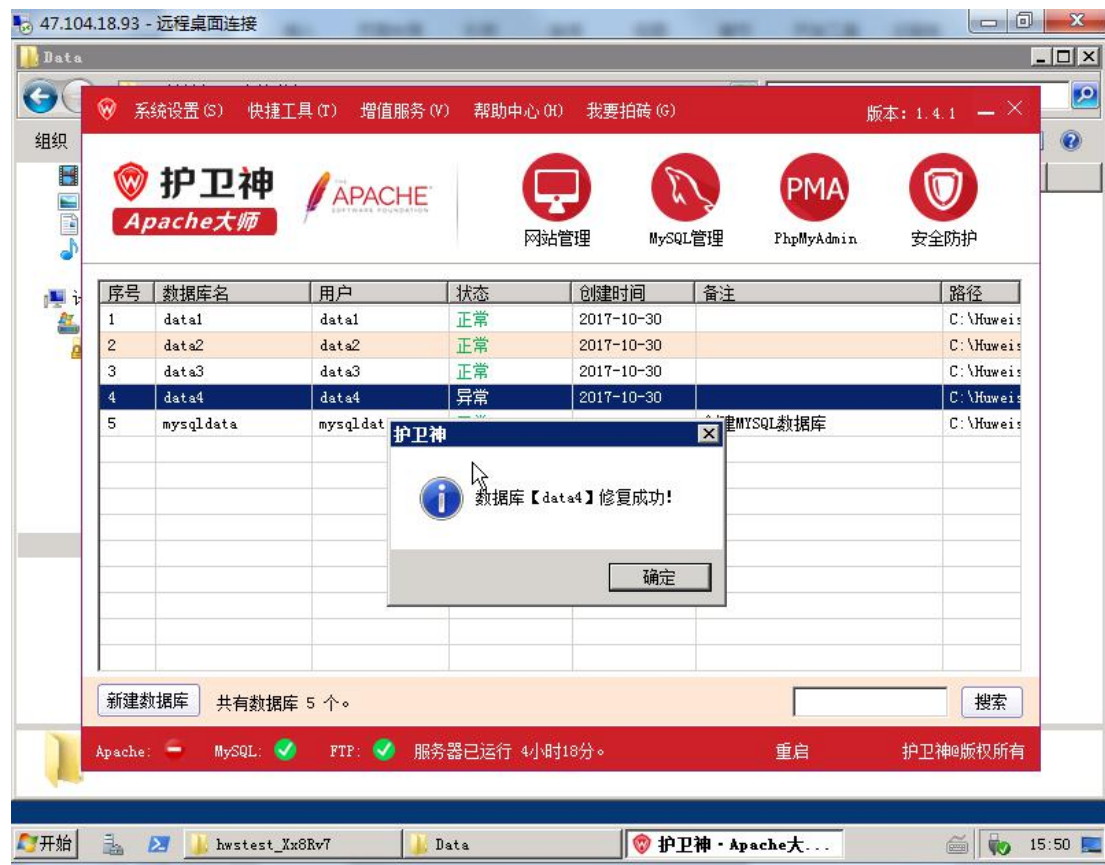 47.104.18.93 - 远程桌面连接
Data
组织
系统设置(S) 快捷工具(T) 增值服务(V) 帮助中心(H) 我要拍砖(G) 版本: 1.4.1
护卫神
Apache大师
THE
APACHE
SOFTWARE FOUNDATION
PMA
网站管理 MySQL管理 PhpMyAdmin 安全防护
序号 数据库名 用户 状态 创建时间 备注 路径
1 data1 data1 正常 2017-10-30 C:\Huweis
2 data2 data2 正常 2017-10-30 C:\Huweis
3 data3 data3 正常 2017-10-30 C:\Huweis
4 data4 data4 异常 2017-10-30 C:\Huweis
5 mysqldata mysqldat 建MYSQL数据库 C:\Huweis
护卫神
数据库【data4】修复成功!
确定
新建数据库 共有数据库 5 个。 搜索
Apache: MySQL: FTP: 服务器已运行 4小时18分。 重启 护卫神@版权所有
开始 hwstest_Xx8Rv7 Data 护卫神·Apache大... 15:50